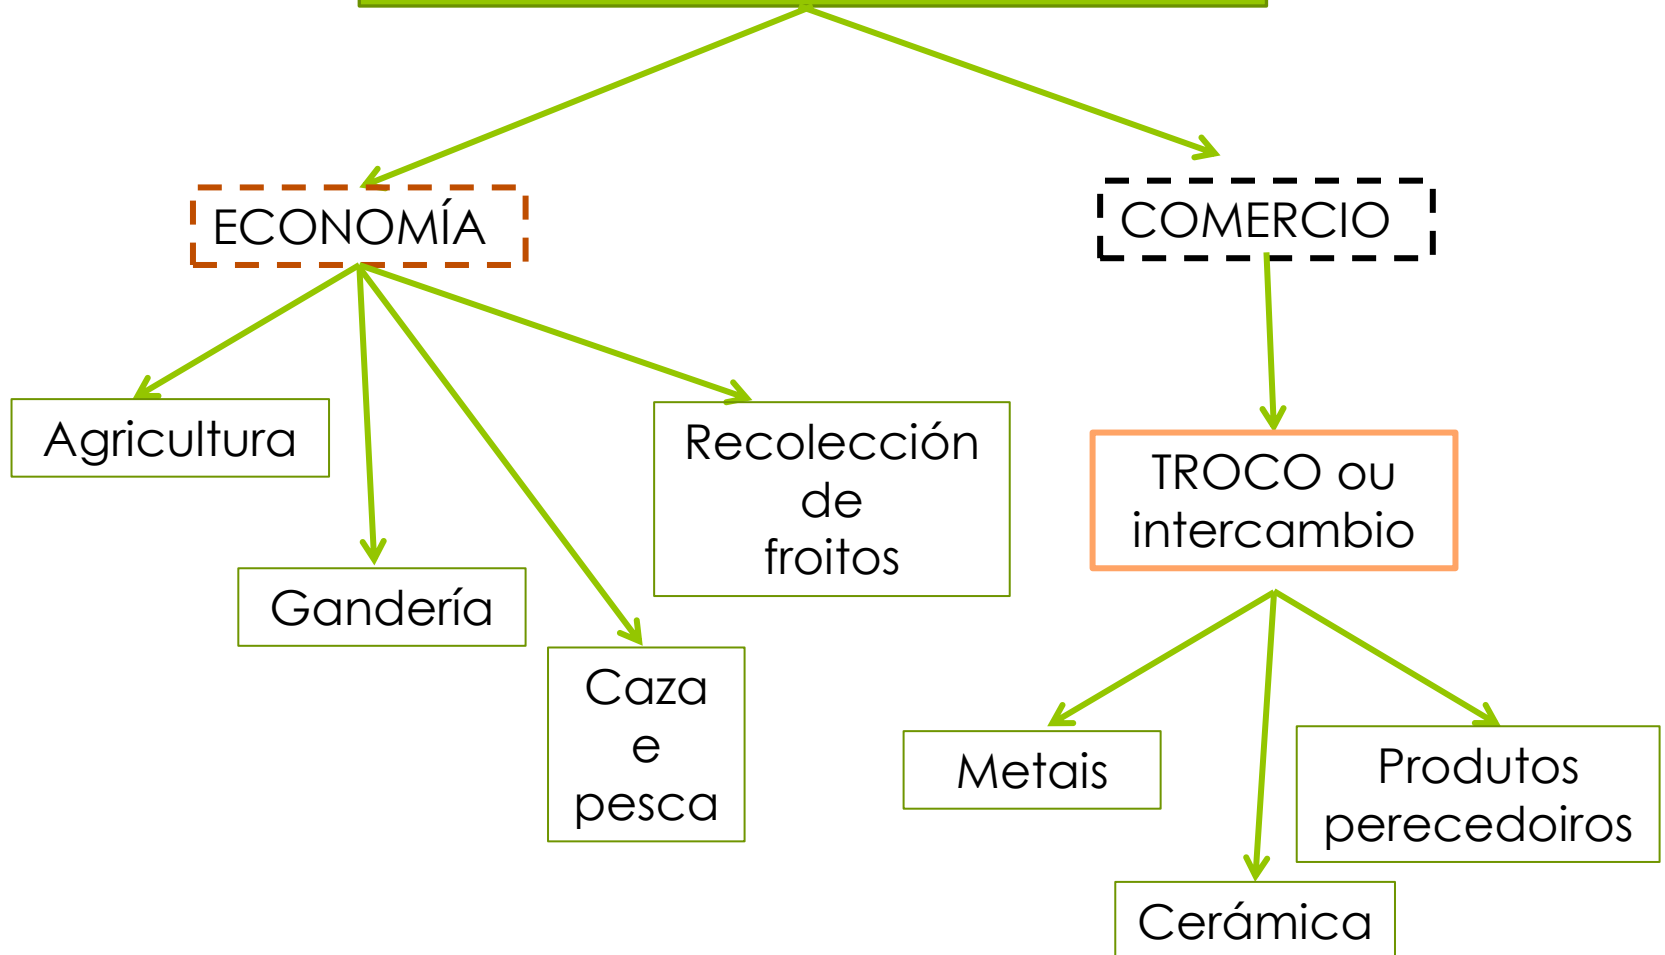 ECONOMÍA
COMERCIO
Agricultura
Recolección
de
froitos
TROCO ou
intercambio
Gandería
Caza
e
pesca
Metais
Produtos
perecedoiros
Cerámica